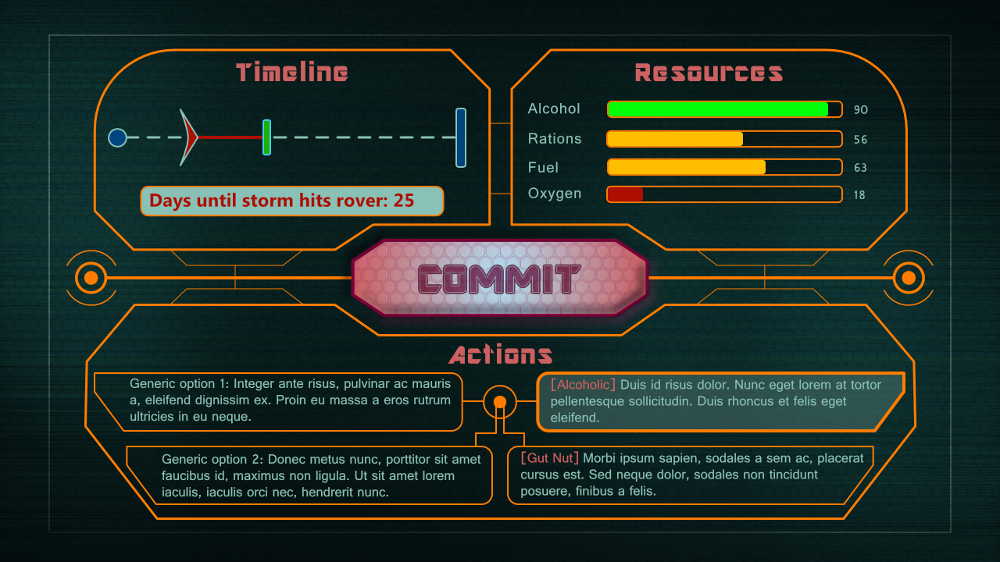 Timeline
Days until storm hits rover: 25
Resources
Alcohol 90
Rations 56
Fuel 63
Oxygen 18
COMMIT
Actions
Generic option 1: Integer ante risus, pulvinar ac mauris
a, eleifend dignissim ex. Proin eu massa a eros rutrum
ultricies in eu neque.
[Alcoholic] Duis id risus dolor. Nunc eget lorem at tortor
pellentesque sollicitudin. Duis rhoncus et felis eget
eleifend.
Generic option 2: Donec metus nunc, porttitor sit amet
faucibus id, maximus non ligula. Ut sit amet lorem
iaculis, iaculis orci nec, hendrerit nunc.
[Gut Nut] Morbi ipsum sapien, sodales a sem ac, placerat
cursus est. Sed neque dolor, sodales non tincidunt
posuere, finibus a felis.